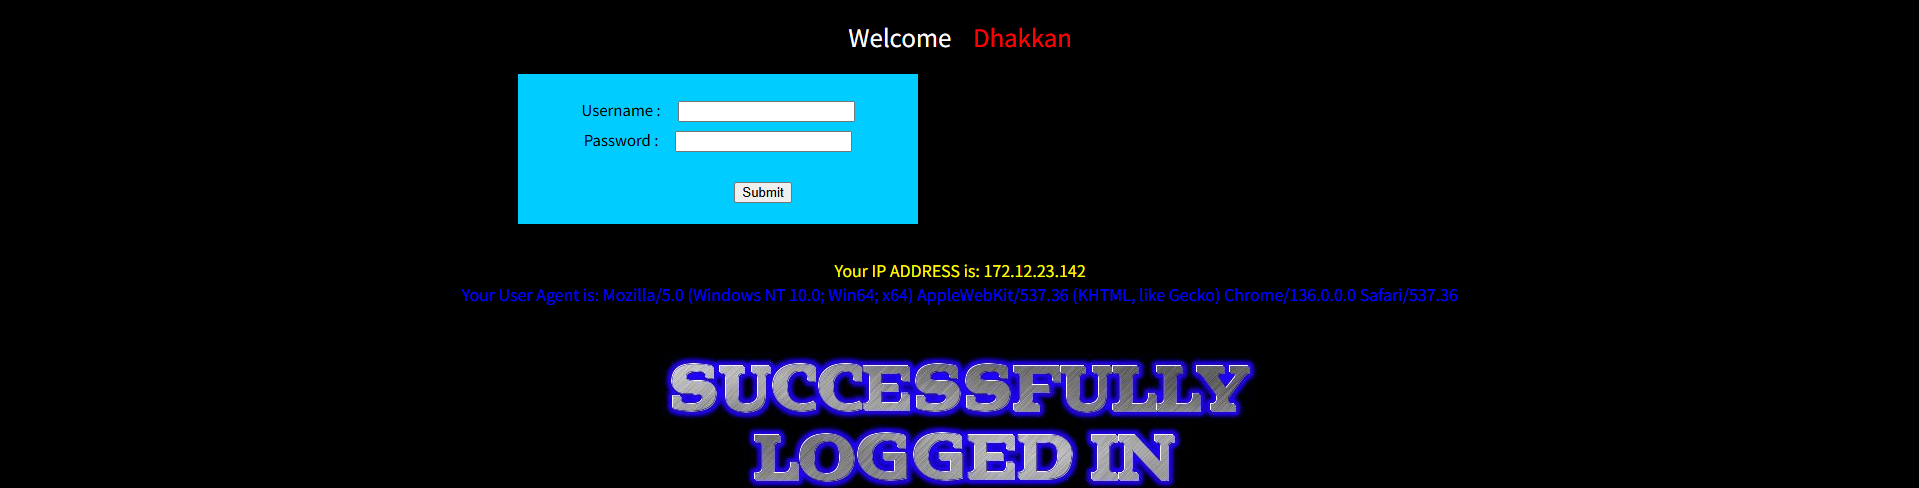 Welcome Dhakkan
Username :
Password :
Submit
Your IP ADDRESS is: 172.12.23.142
Your User Agent is: Mozilla/5.0 (Windows NT 10.0; Win64; x64) AppleWebKit/537.36 (KHTML, like Gecko) Chrome/136.0.0.0 Safari/537.36
SUCCESSFULLY
LOGGED IN